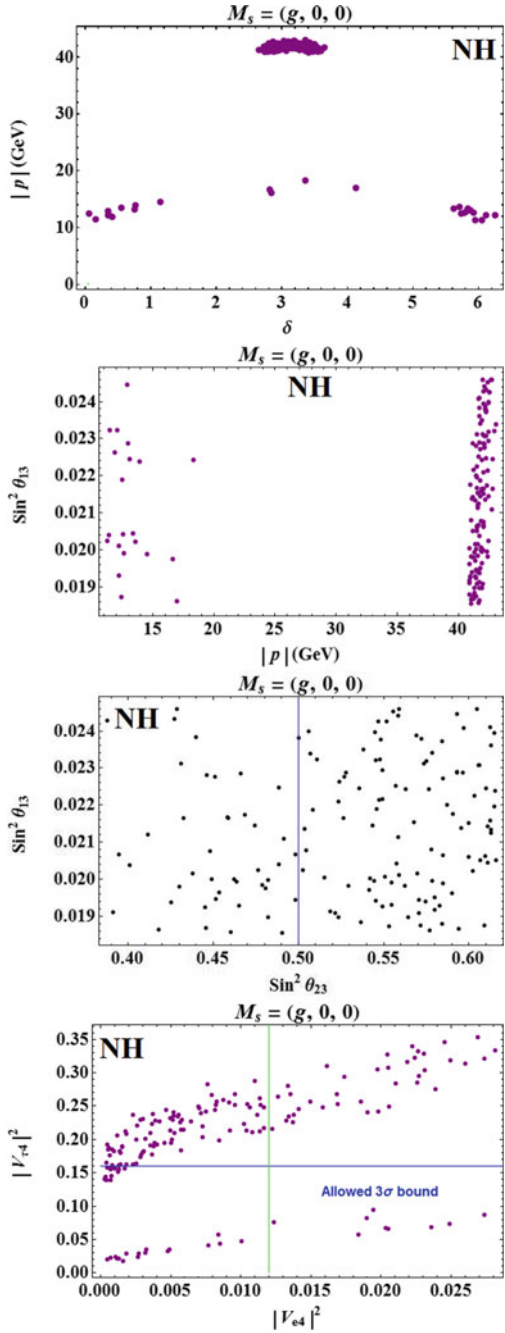 M_s = (g, 0, 0)
NH
|p|(GeV)
40
30
20
10
0
0 1 2 3 4 5 6
δ
M_s = (g, 0, 0)
NH
Sin² θ₁₃
0.024
0.023
0.022
0.021
0.020
0.019
15 20 25 30 35 40
|p|(GeV)
M_s = (g, 0, 0)
NH
Sin² θ₁₃
0.024
0.023
0.022
0.021
0.020
0.019
0.40 0.45 0.50 0.55 0.60
Sin² θ₂₃
M_s = (g, 0, 0)
NH
|V_τ4|²
0.35
0.30
0.25
0.20
0.15
0.10
0.05
0.00
Allowed 3σ bound
0.000 0.005 0.010 0.015 0.020 0.025
|V_e4|²